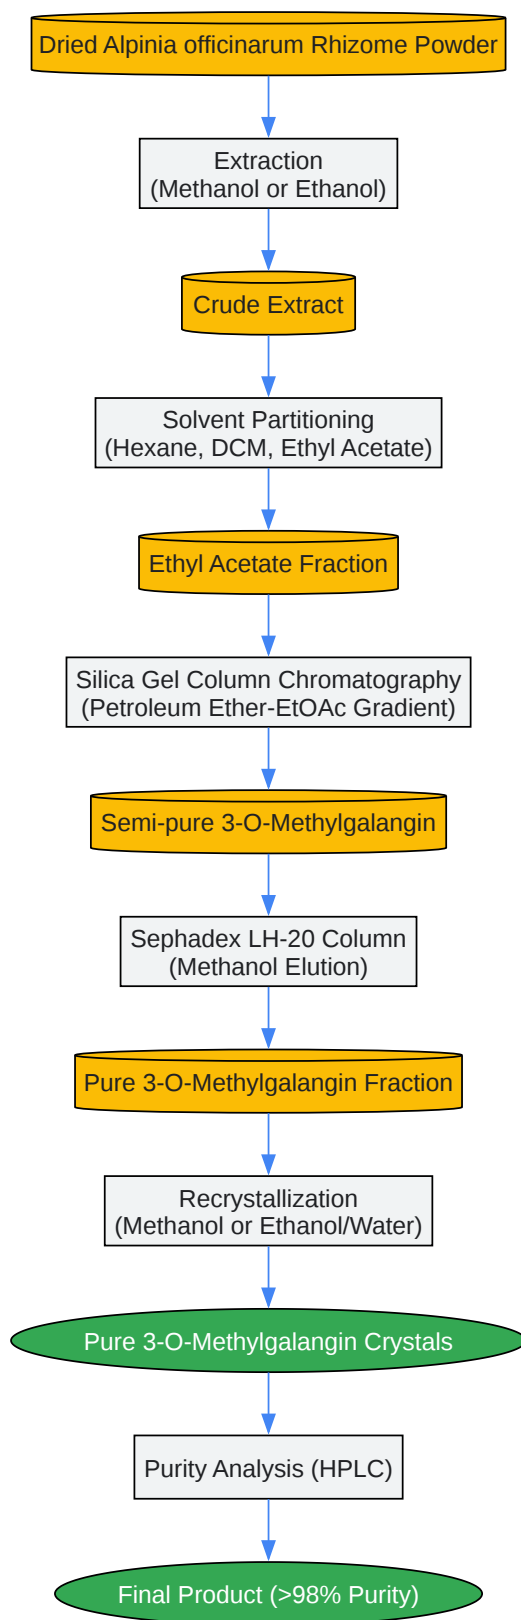 Dried Alpinia officinarum Rhizome Powder
Extraction
(Methanol or Ethanol)
Crude Extract
Solvent Partitioning
(Hexane, DCM, Ethyl Acetate)
Ethyl Acetate Fraction
Silica Gel Column Chromatography
(Petroleum Ether-EtOAc Gradient)
Semi-pure 3-O-Methylgalangin
Sephadex LH-20 Column
(Methanol Elution)
Pure 3-O-Methylgalangin Fraction
Recrystallization
(Methanol or Ethanol/Water)
Pure 3-O-Methylgalangin Crystals
Purity Analysis (HPLC)
Final Product (>98% Purity)